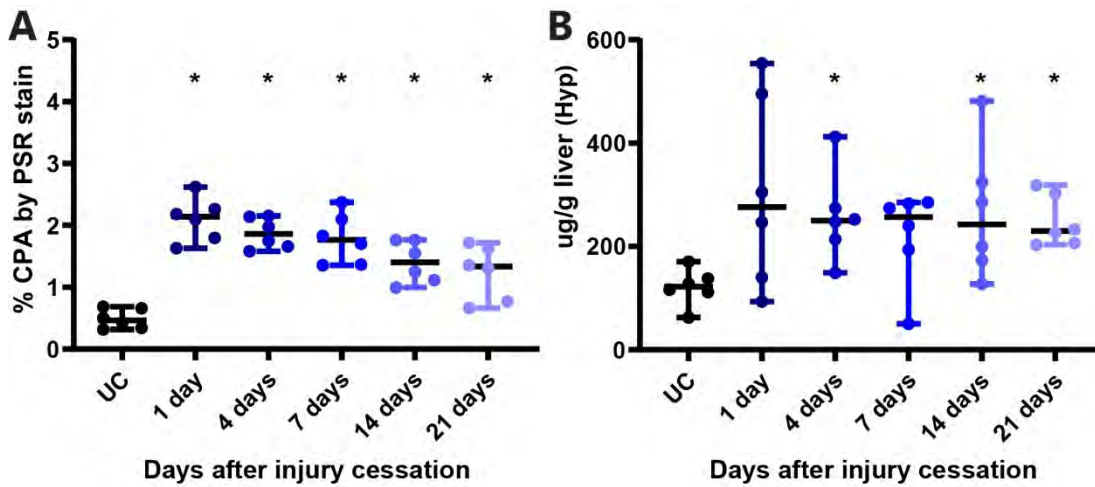 A
% CPA by PSR stain
5
4
3
2
1
0
* * * * *
UC
1 day
4 days
7 days
14 days
21 days
Days after injury cessation
B
ug/g liver (Hyp)
600
400
200
0
* * *
UC
1 day
4 days
7 days
14 days
21 days
Days after injury cessation